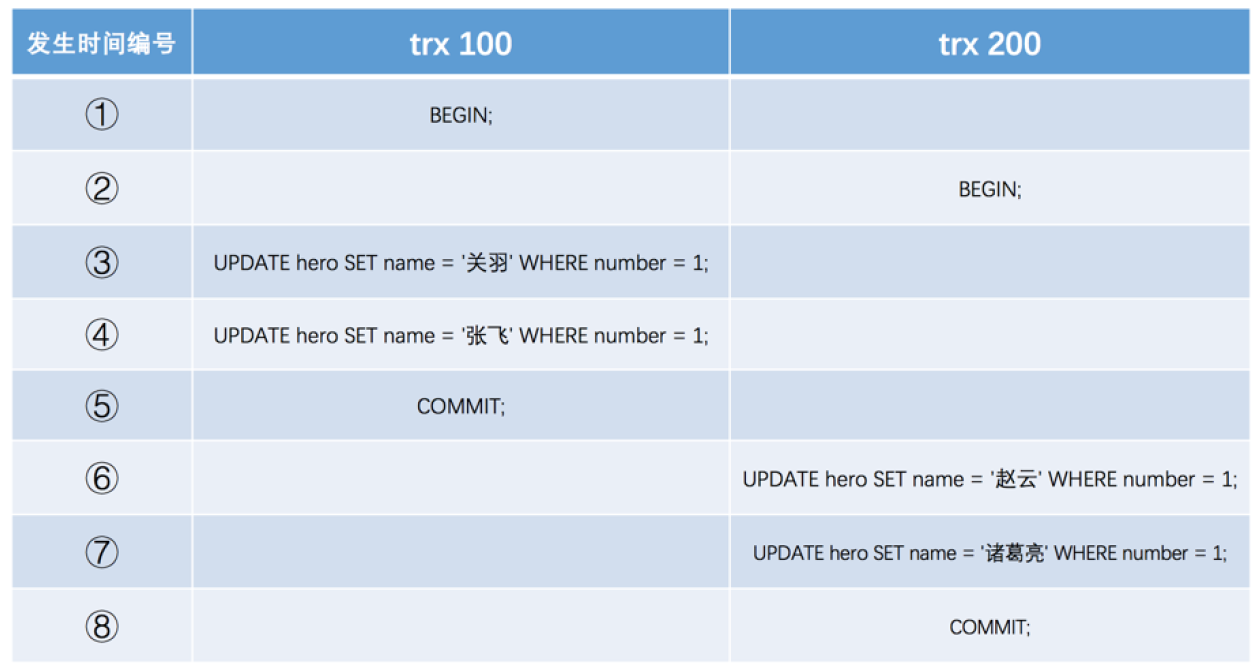 发生时间编号 trx 100 trx 200
① BEGIN;
② BEGIN;
③ UPDATE hero SET name = '关羽' WHERE number = 1;
④ UPDATE hero SET name = '张飞' WHERE number = 1;
⑤ COMMIT;
⑥ UPDATE hero SET name = '赵云' WHERE number = 1;
⑦ UPDATE hero SET name = '诸葛亮' WHERE number = 1;
⑧ COMMIT;